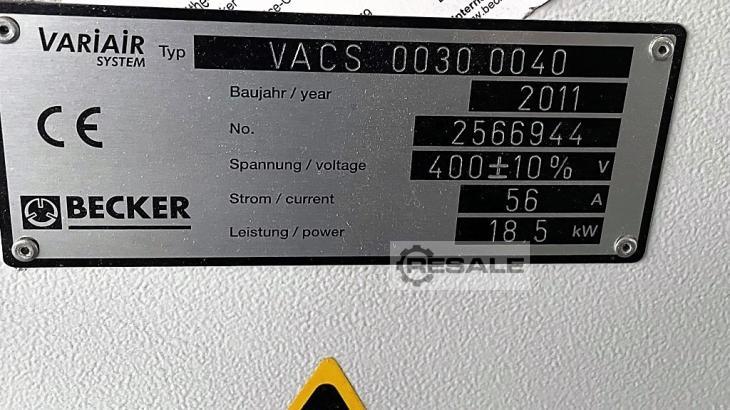 VARIAIR
SYSTEM
Typ VACS 0030 0040
Baujahr / year 2011
No. 2566944
Spannung / voltage 400±10% V
Strom / current 56 A
Leistung / power 18.5 kW
CE
BECKER
RESALE